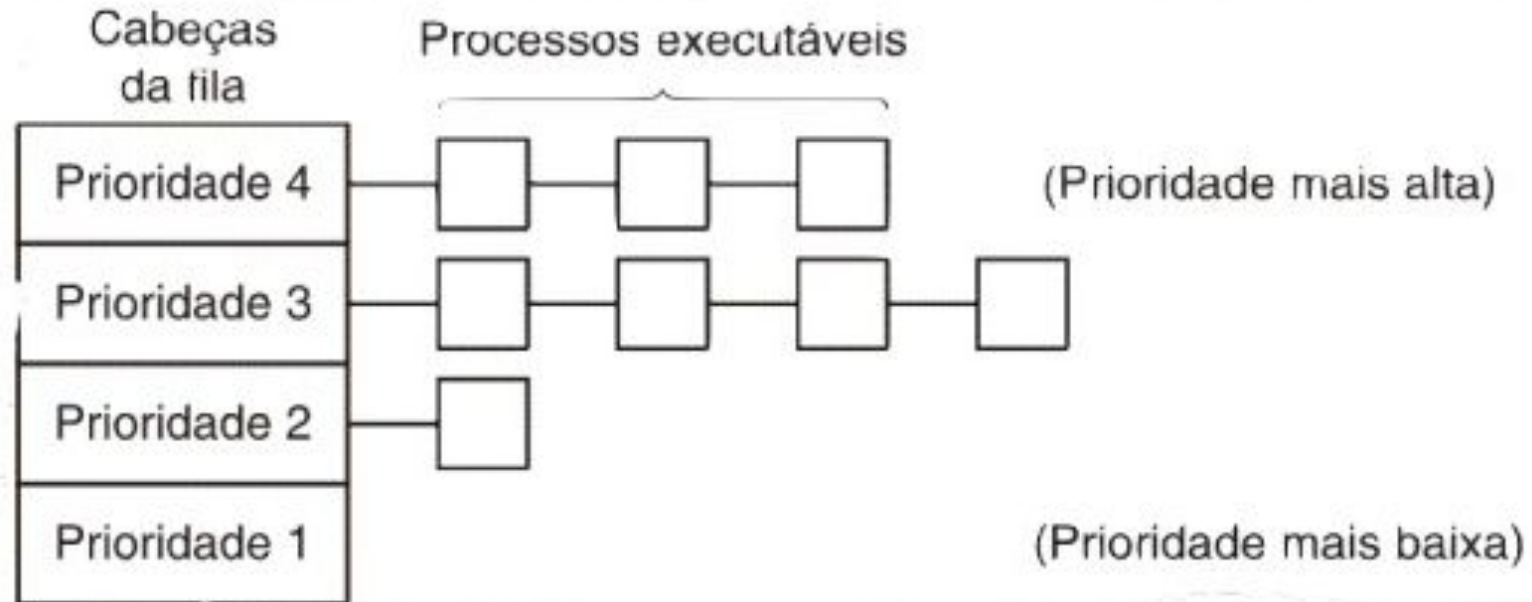 Cabeças
da fila
Processos executáveis
Prioridade 4
(Prioridade mais alta)
Prioridade 3
Prioridade 2
Prioridade 1
(Prioridade mais baixa)